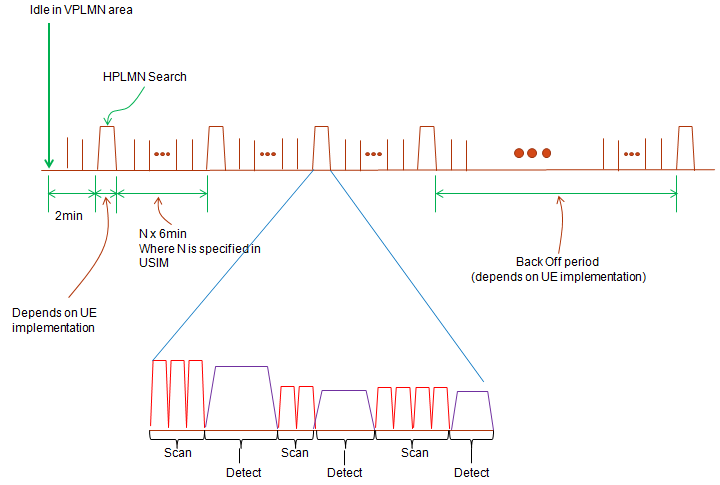 Idle in VPLMN area
HPLMN Search
2min
N x 6min
Where N is specified in
USIM
Back Off period
(depends on UE implementation)
Depends on UE
implementation
Scan
Scan
Scan
Detect
Detect
Detect